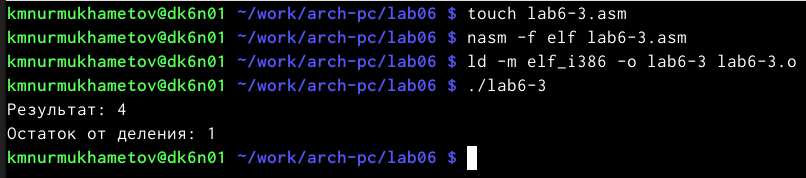 kmnurmukhametov@dk6n01 ~/work/arch-pc/lab06 $ touch lab6-3.asm
kmnurmukhametov@dk6n01 ~/work/arch-pc/lab06 $ nasm -f elf lab6-3.asm
kmnurmukhametov@dk6n01 ~/work/arch-pc/lab06 $ ld -m elf_i386 -o lab6-3 lab6-3.o
kmnurmukhametov@dk6n01 ~/work/arch-pc/lab06 $ ./lab6-3
Результат: 4
Остаток от деления: 1
kmnurmukhametov@dk6n01 ~/work/arch-pc/lab06 $